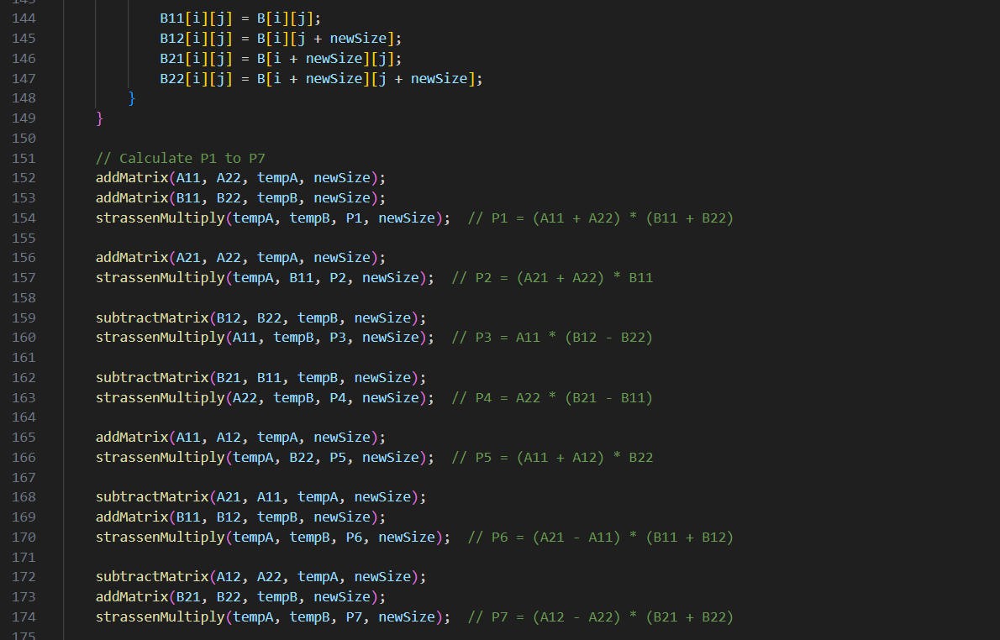 144 B11[i][j] = B[i][j];
145 B12[i][j] = B[i][j + newSize];
146 B21[i][j] = B[i + newSize][j];
147 B22[i][j] = B[i + newSize][j + newSize];
148 }
149 }
150
151 // Calculate P1 to P7
152 addMatrix(A11, A22, tempA, newSize);
153 addMatrix(B11, B22, tempB, newSize);
154 strassenMultiply(tempA, tempB, P1, newSize);  // P1 = (A11 + A22) * (B11 + B22)
155
156 addMatrix(A21, A22, tempA, newSize);
157 strassenMultiply(tempA, B11, P2, newSize);  // P2 = (A21 + A22) * B11
158
159 subtractMatrix(B12, B22, tempB, newSize);
160 strassenMultiply(A11, tempB, P3, newSize);  // P3 = A11 * (B12 - B22)
161
162 subtractMatrix(B21, B11, tempB, newSize);
163 strassenMultiply(A22, tempB, P4, newSize);  // P4 = A22 * (B21 - B11)
164
165 addMatrix(A11, A12, tempA, newSize);
166 strassenMultiply(tempA, B22, P5, newSize);  // P5 = (A11 + A12) * B22
167
168 subtractMatrix(A21, A11, tempA, newSize);
169 addMatrix(B11, B12, tempB, newSize);
170 strassenMultiply(tempA, tempB, P6, newSize);  // P6 = (A21 - A11) * (B11 + B12)
171
172 subtractMatrix(A12, A22, tempA, newSize);
173 addMatrix(B21, B22, tempB, newSize);
174 strassenMultiply(tempA, tempB, P7, newSize);  // P7 = (A12 - A22) * (B21 + B22)
175